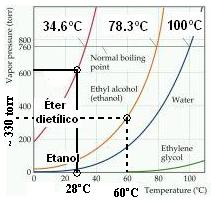 34.6°C 78.3°C 100°C
800
760
600
400
200
0
Vapor pressure (torr)
~ 330 torr
Normal boiling
point
Ethyl alcohol
(ethanol)
Éter
dietílico
Water
Etanol
Ethylene
glycol
0 20 40 60 80 100
28°C
60°C
Temperature (°C)